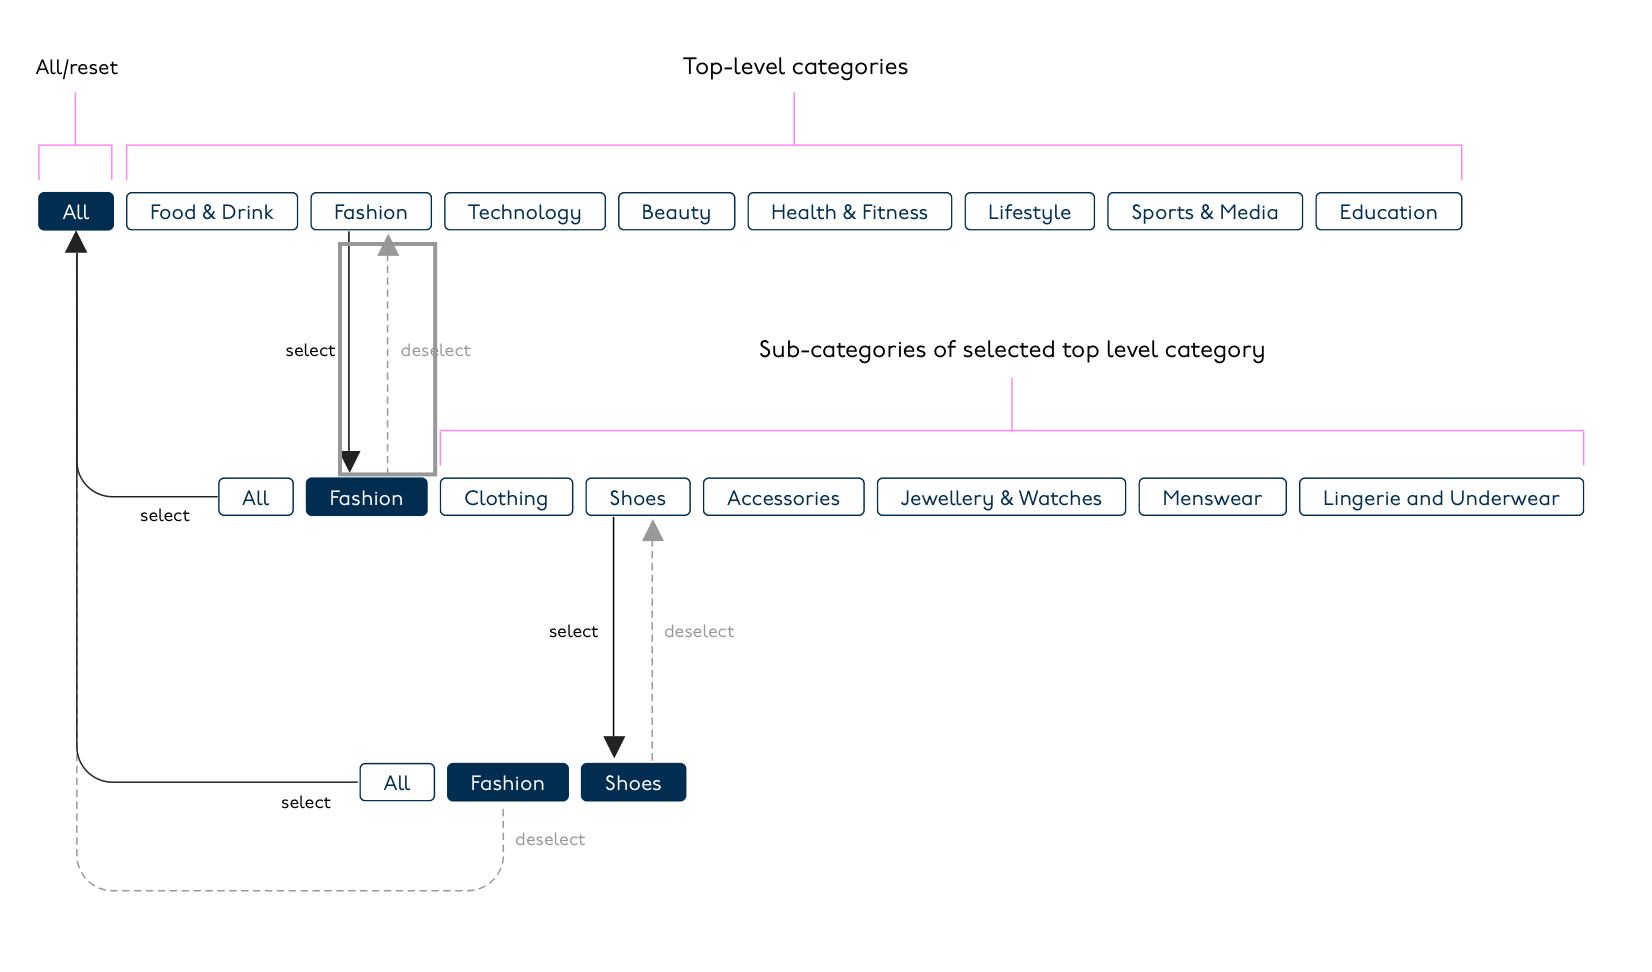 All/reset
Top-level categories
All Food & Drink Fashion Technology Beauty Health & Fitness Lifestyle Sports & Media Education
select deselect
Sub-categories of selected top level category
All Fashion Clothing Shoes Accessories Jewellery & Watches Menswear Lingerie and Underwear
select
select deselect
All Fashion Shoes
select
deselect